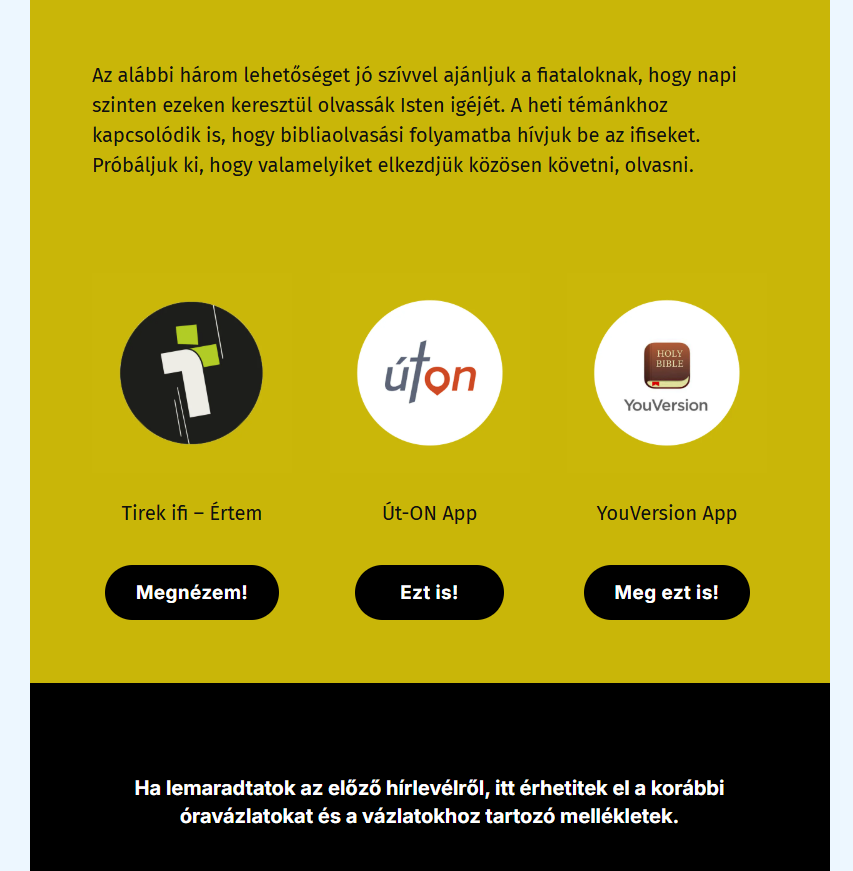 Az alábbi három lehetőséget jó szívvel ajánljuk a fiataloknak, hogy napi
szinten ezeken keresztül olvassák Isten igéjét. A heti témánkhoz
kapcsolódik is, hogy bibliaolvasási folyamatba hívjuk be az ifiseket.
Próbáljuk ki, hogy valamelyiket elkezdjük közösen követni, olvasni.
úton
HOLY
BIBLE
YouVersion
Tirek ifi – Értem
Út-ON App
YouVersion App
Megnézem!
Ezt is!
Meg ezt is!
Ha lemaradtatok az előző hírlevélről, itt érhetitek el a korábbi
óravázlatokat és a vázlatokhoz tartozó mellékletek.